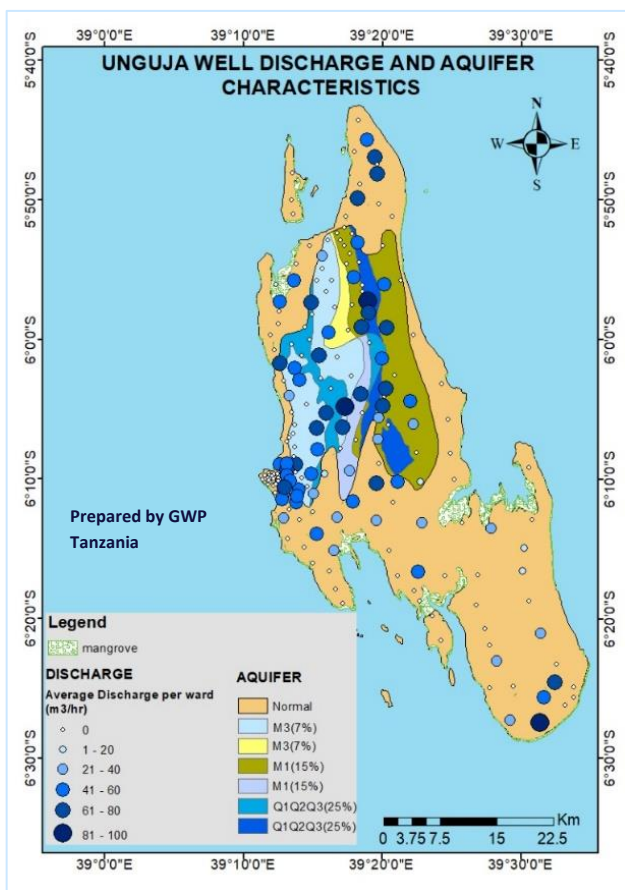 39°0'0"E 39°10'0"E 39°20'0"E 39°30'0"E
UNGUJA WELL DISCHARGE AND AQUIFER
CHARACTERISTICS
N
W E
S
5°40'0"S 5°40'0"S
5°50'0"S 5°50'0"S
6°0'0"S 6°0'0"S
6°10'0"S 6°10'0"S
Prepared by GWP
Tanzania
6°20'0"S 6°20'0"S
6°30'0"S 6°30'0"S
Legend
mangrove
DISCHARGE
Average Discharge per ward
(m3/hr)
0
1 - 20
21 - 40
41 - 60
61 - 80
81 - 100
AQUIFER
Normal
M3(7%)
M3(7%)
M1(15%)
M1(15%)
Q1Q2Q3(25%)
Q1Q2Q3(25%)
Km
0 3.75 7.5 15 22.5
39°0'0"E 39°10'0"E 39°20'0"E 39°30'0"E